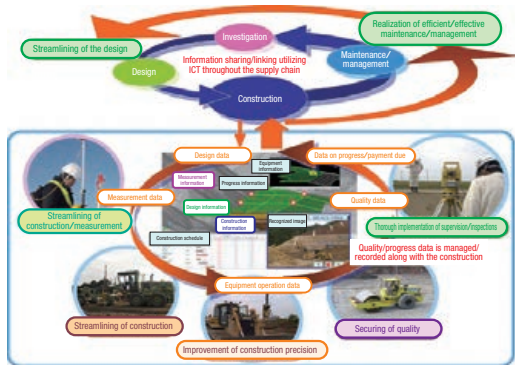 Investigation
Realization of efficient/effective
maintenance/management
Streamlining of the design
Information sharing/linking utilizing
ICT throughout the supply chain
Maintenance/
management
Design
Construction
Design data
Equipment
information
Data on progress/payment due
Measurement
information
Progress information
Measurement data
Quality data
Design information
Streamlining of
construction/measurement
Construction
information
Recognized image
Thorough implementation of supervision/inspections
Construction schedule
Quality/progress data is managed/
recorded along with the construction
Equipment operation data
Streamlining of construction
Securing of quality
Improvement of construction precision